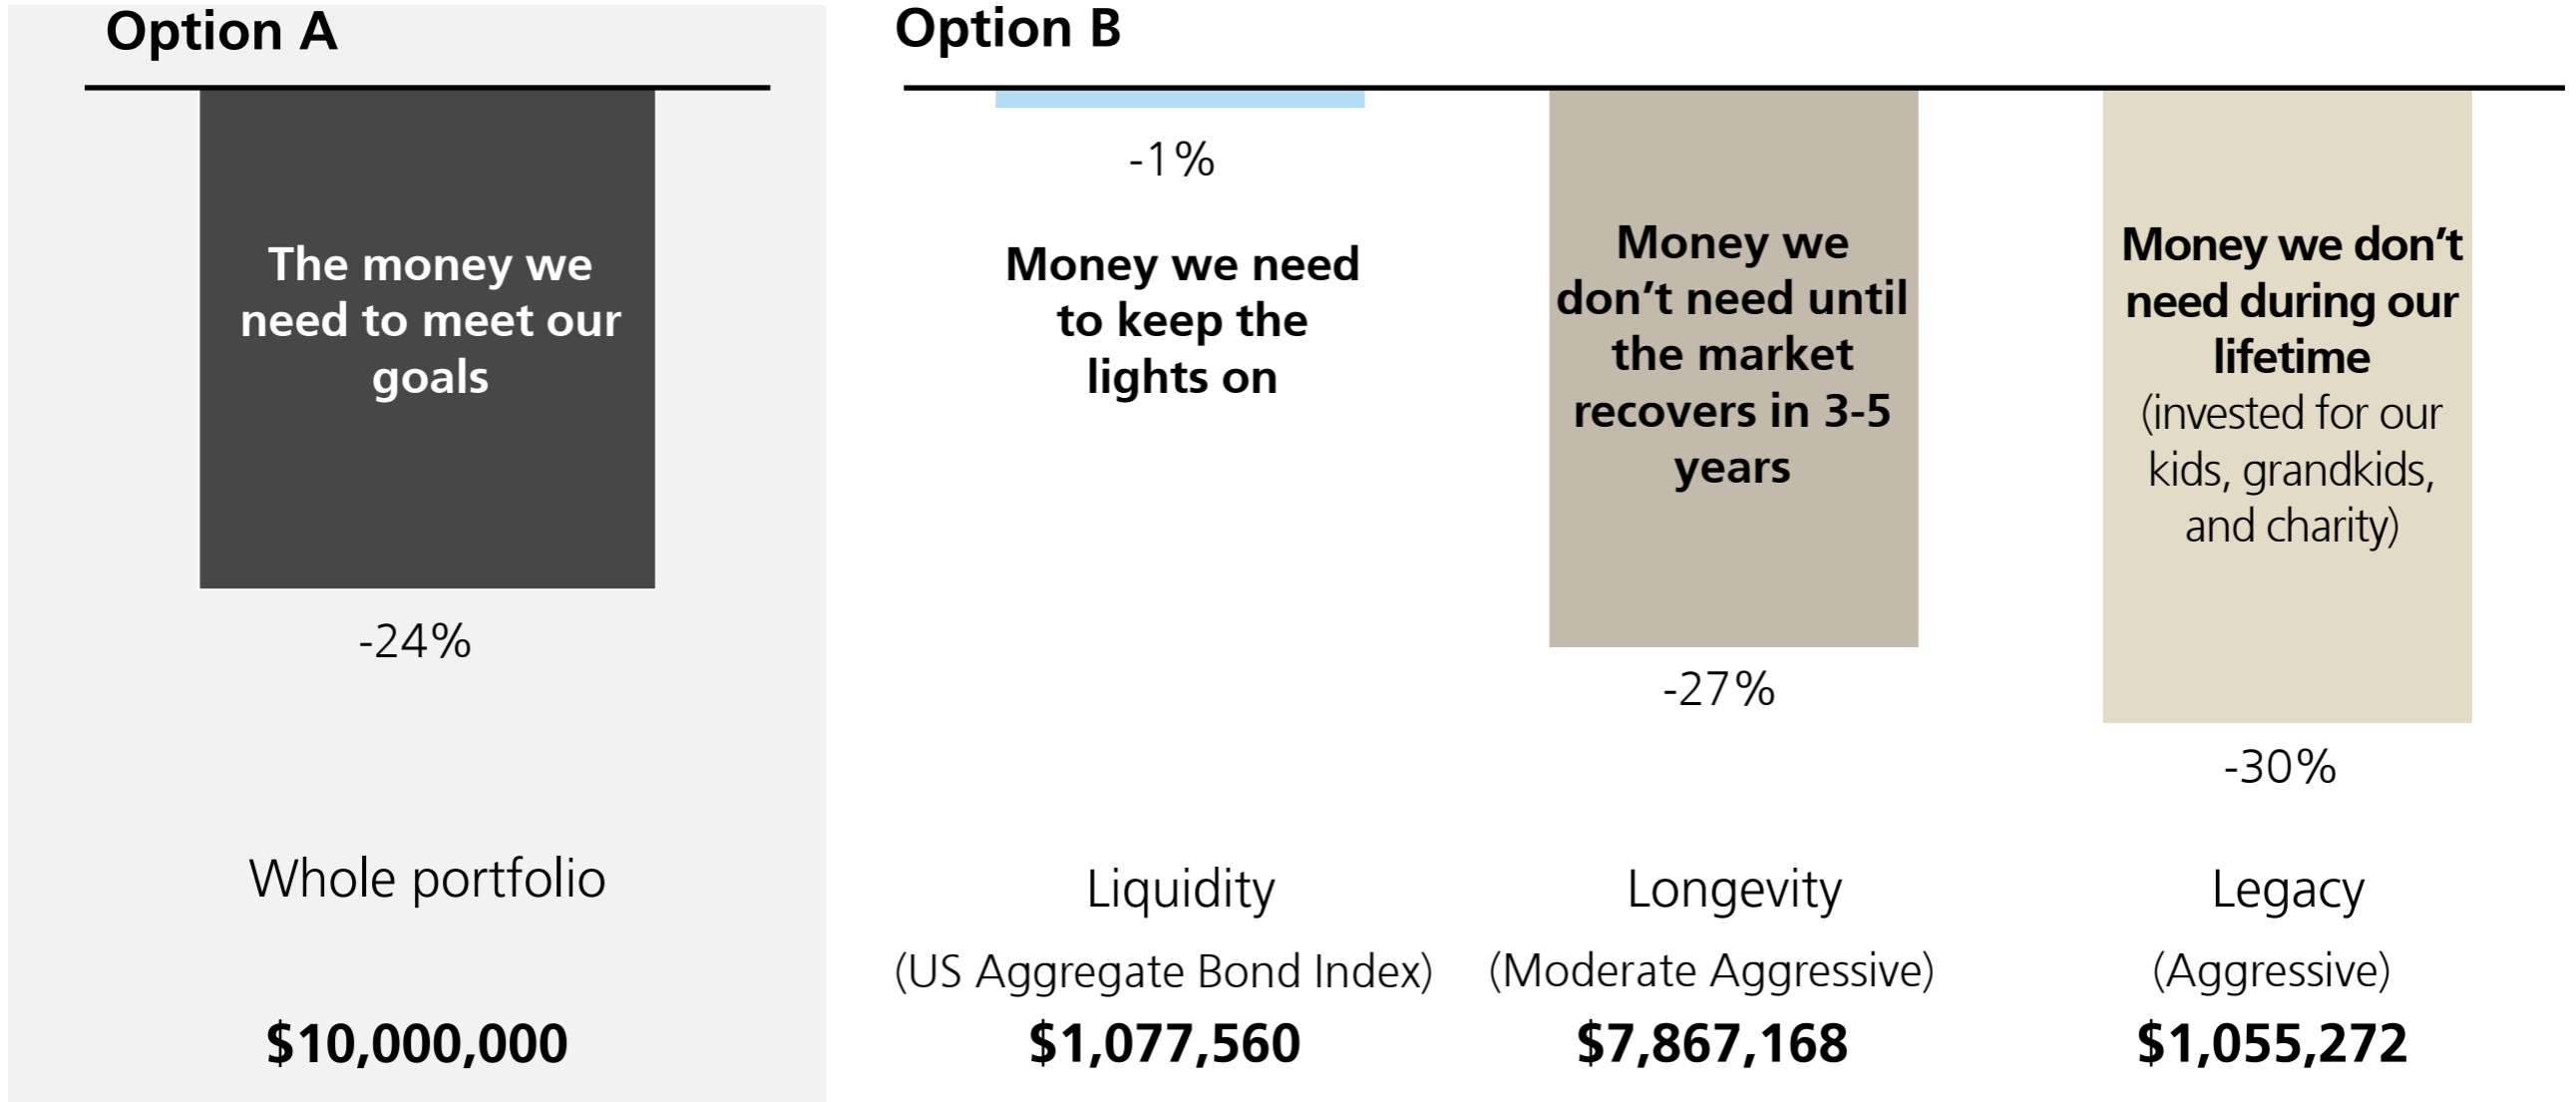 Option A
The money we
need to meet our
goals
-24%
Whole portfolio
$10,000,000
Option B
-1%
Money we need
to keep the
lights on
Liquidity
(US Aggregate Bond Index)
$1,077,560
Money we
don’t need until
the market
recovers in 3-5
years
-27%
Longevity
(Moderate Aggressive)
$7,867,168
Money we don’t
need during our
lifetime
(invested for our
kids, grandkids,
and charity)
-30%
Legacy
(Aggressive)
$1,055,272